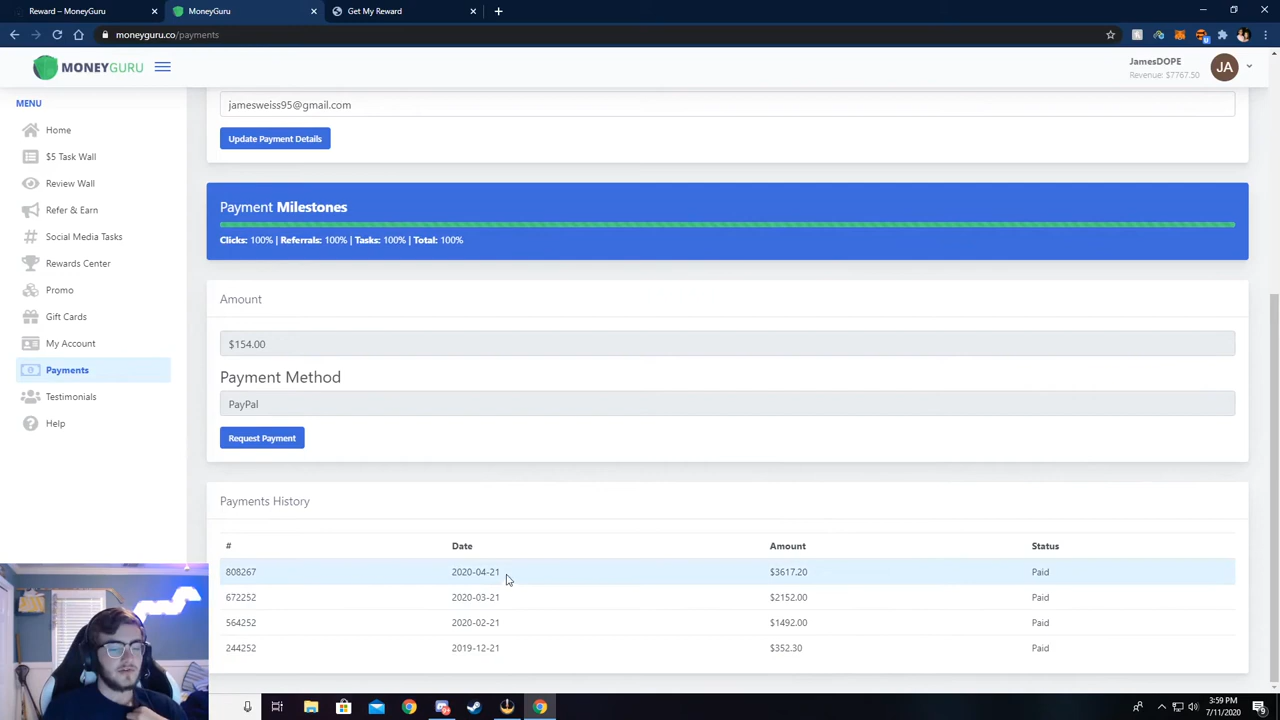 Reward – MoneyGuru
MoneyGuru
Get My Reward
moneyguru.co/payments
MONEYGURU
JamesDOPE
Revenue: $7767.50
JA
MENU
Home
$5 Task Wall
Review Wall
Refer & Earn
Social Media Tasks
Rewards Center
Promo
Gift Cards
My Account
Payments
Testimonials
Help
jamesweiss95@gmail.com
Update Payment Details
Payment Milestones
Clicks: 100% | Referrals: 100% | Tasks: 100% | Total: 100%
Amount
$154.00
Payment Method
PayPal
Request Payment
Payments History
# Date Amount Status
808267 2020-04-21 $3617.20 Paid
672252 2020-03-21 $2152.00 Paid
564252 2020-02-21 $1492.00 Paid
244252 2019-12-21 $352.30 Paid
3:59 PM
7/11/2020